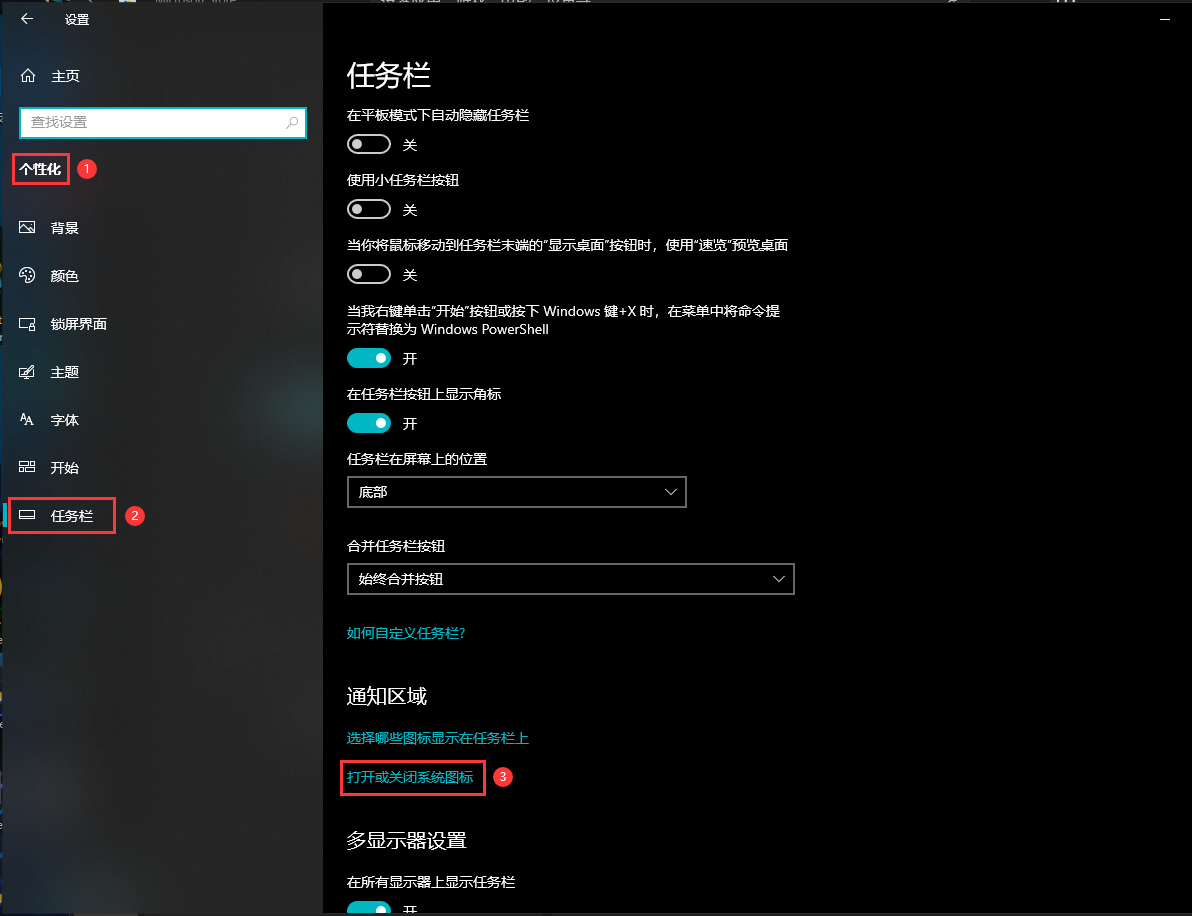 设置
主页
查找设置
个性化 1
背景
颜色
锁屏界面
主题
字体
开始
任务栏 2
任务栏
在平板模式下自动隐藏任务栏
关
使用小任务栏按钮
关
当你将鼠标移动到任务栏末端的“显示桌面”按钮时，使用“速览”预览桌面
关
当我右键单击“开始”按钮或按下 Windows 键+X 时，在菜单中将命令提
示符替换为 Windows PowerShell
开
在任务栏按钮上显示角标
开
任务栏在屏幕上的位置
底部
合并任务栏按钮
始终合并按钮
如何自定义任务栏?
通知区域
选择哪些图标显示在任务栏上
打开或关闭系统图标 3
多显示器设置
在所有显示器上显示任务栏
开